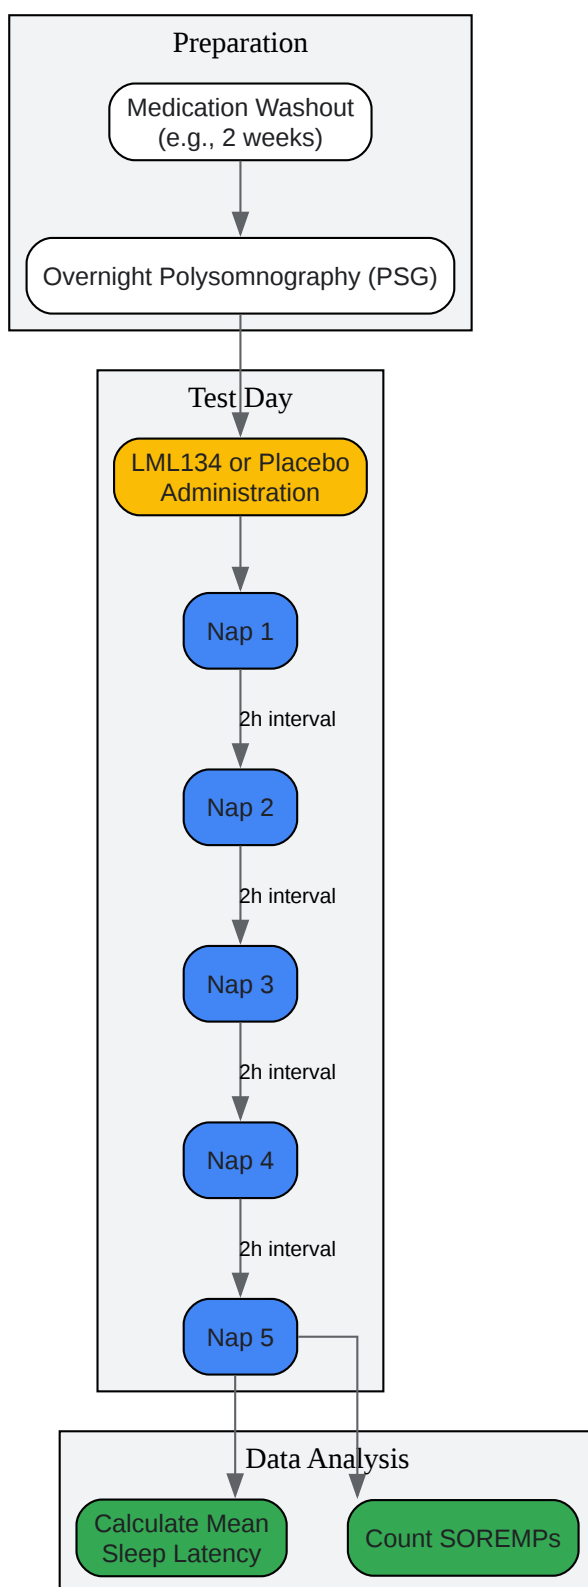 Preparation
Medication Washout
(e.g., 2 weeks)
Overnight Polysomnography (PSG)
Test Day
LML134 or Placebo
Administration
Nap 1
2h interval
Nap 2
2h interval
Nap 3
2h interval
Nap 4
2h interval
Nap 5
Data Analysis
Calculate Mean
Sleep Latency
Count SOREMPs